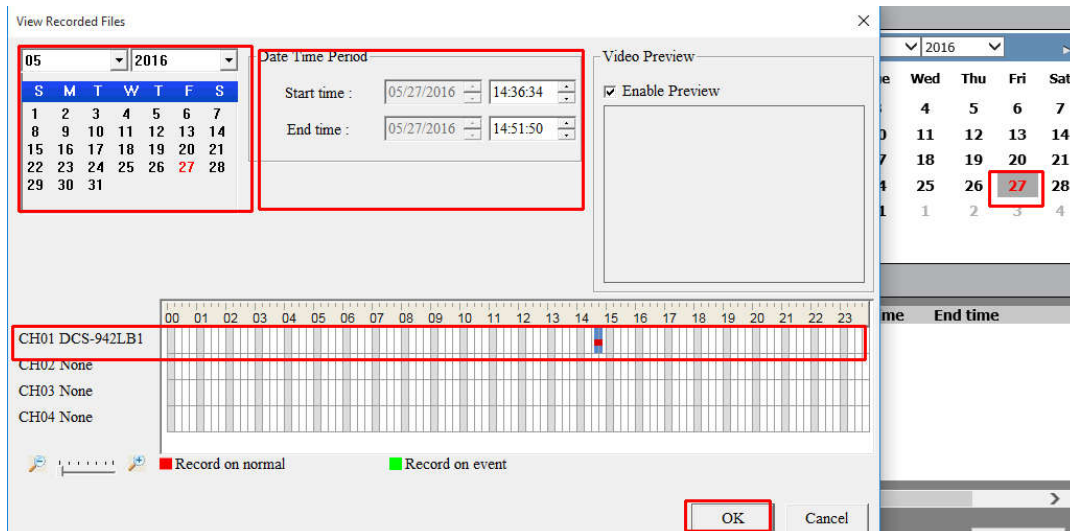 View Recorded Files
05 2016
S M T W T F S
1 2 3 4 5 6 7
8 9 10 11 12 13 14
15 16 17 18 19 20 21
22 23 24 25 26 27 28
29 30 31
Date Time Period
Start time : 05/27/2016 14:36:34
End time : 05/27/2016 14:51:50
Video Preview
Enable Preview
00 01 02 03 04 05 06 07 08 09 10 11 12 13 14 15 16 17 18 19 20 21 22 23
CH01 DCS-942LB1
CH02 None
CH03 None
CH04 None
Record on normal
Record on event
OK
Cancel
2016
e Wed Thu Fri Sat
4 5 6 7
11 12 13 14
18 19 20 21
25 26 27 28
1 2 3 4
me End time